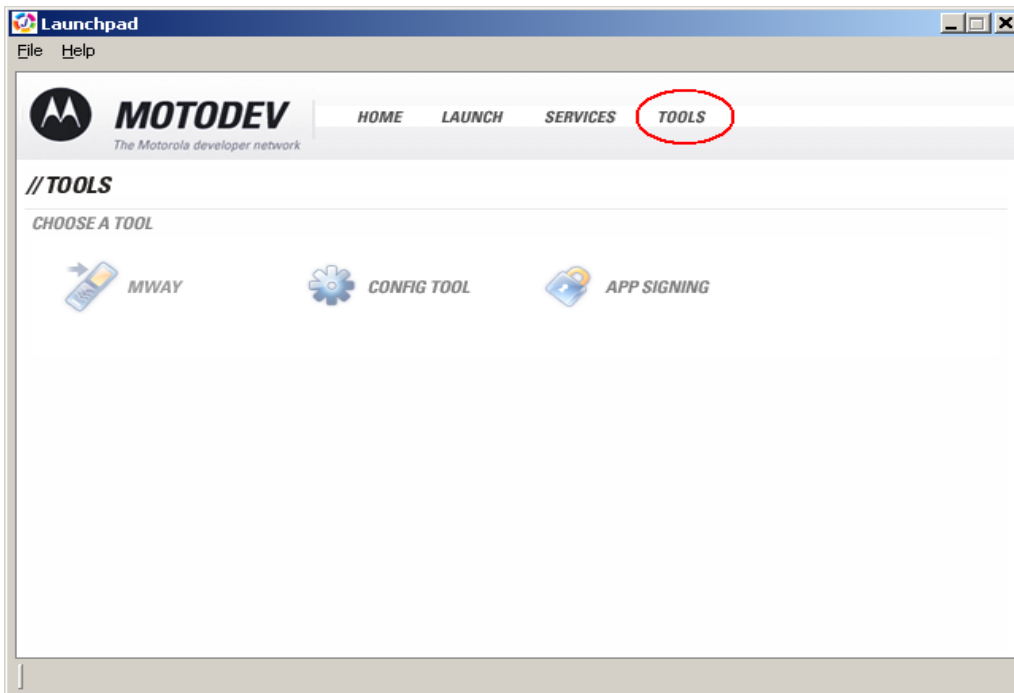 Launchpad
File Help
MOTODEV HOME LAUNCH SERVICES TOOLS
The Motorola developer network
// TOOLS
CHOOSE A TOOL
MWAY CONFIG TOOL APP SIGNING